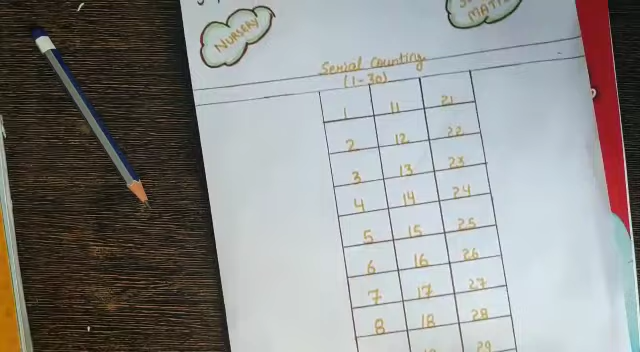 NURSERY
MATHS
Serial Counting
(1-30)
1 11 21
2 12 22
3 13 23
4 14 24
5 15 25
6 16 26
7 17 27
8 18 28
29